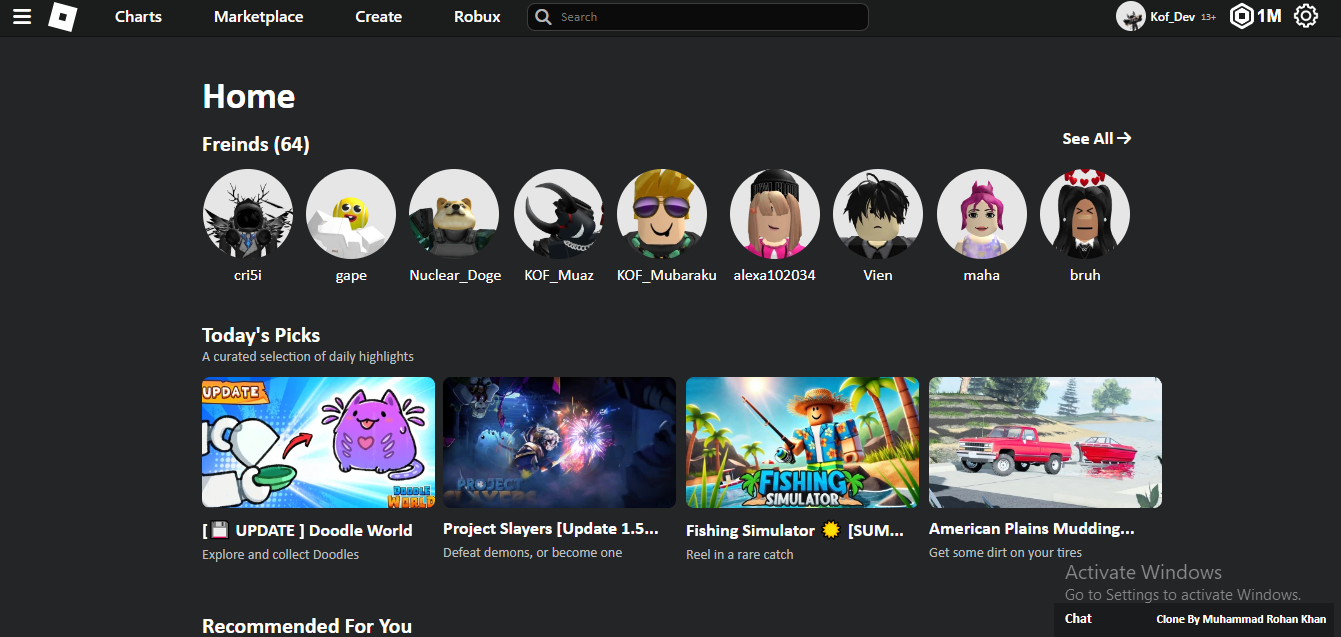 Charts Marketplace Create Robux Search Kof_Dev 13+ 1M
Home
Freinds (64) See All
cri5i gape Nuclear_Doge KOF_Muaz KOF_Mubaraku alexa102034 Vien maha bruh
Today's Picks
A curated selection of daily highlights
UPDATE
DOODLE
WORLD
PROJECT
SLAYERS
FISHING
SIMULATOR
[💾 UPDATE ] Doodle World Project Slayers [Update 1.5... Fishing Simulator ☀️ [SUM... American Plains Mudding...
Explore and collect Doodles Defeat demons, or become one Reel in a rare catch Get some dirt on your tires
Activate Windows
Go to Settings to activate Windows.
Chat Clone By Muhammad Rohan Khan
Recommended For You